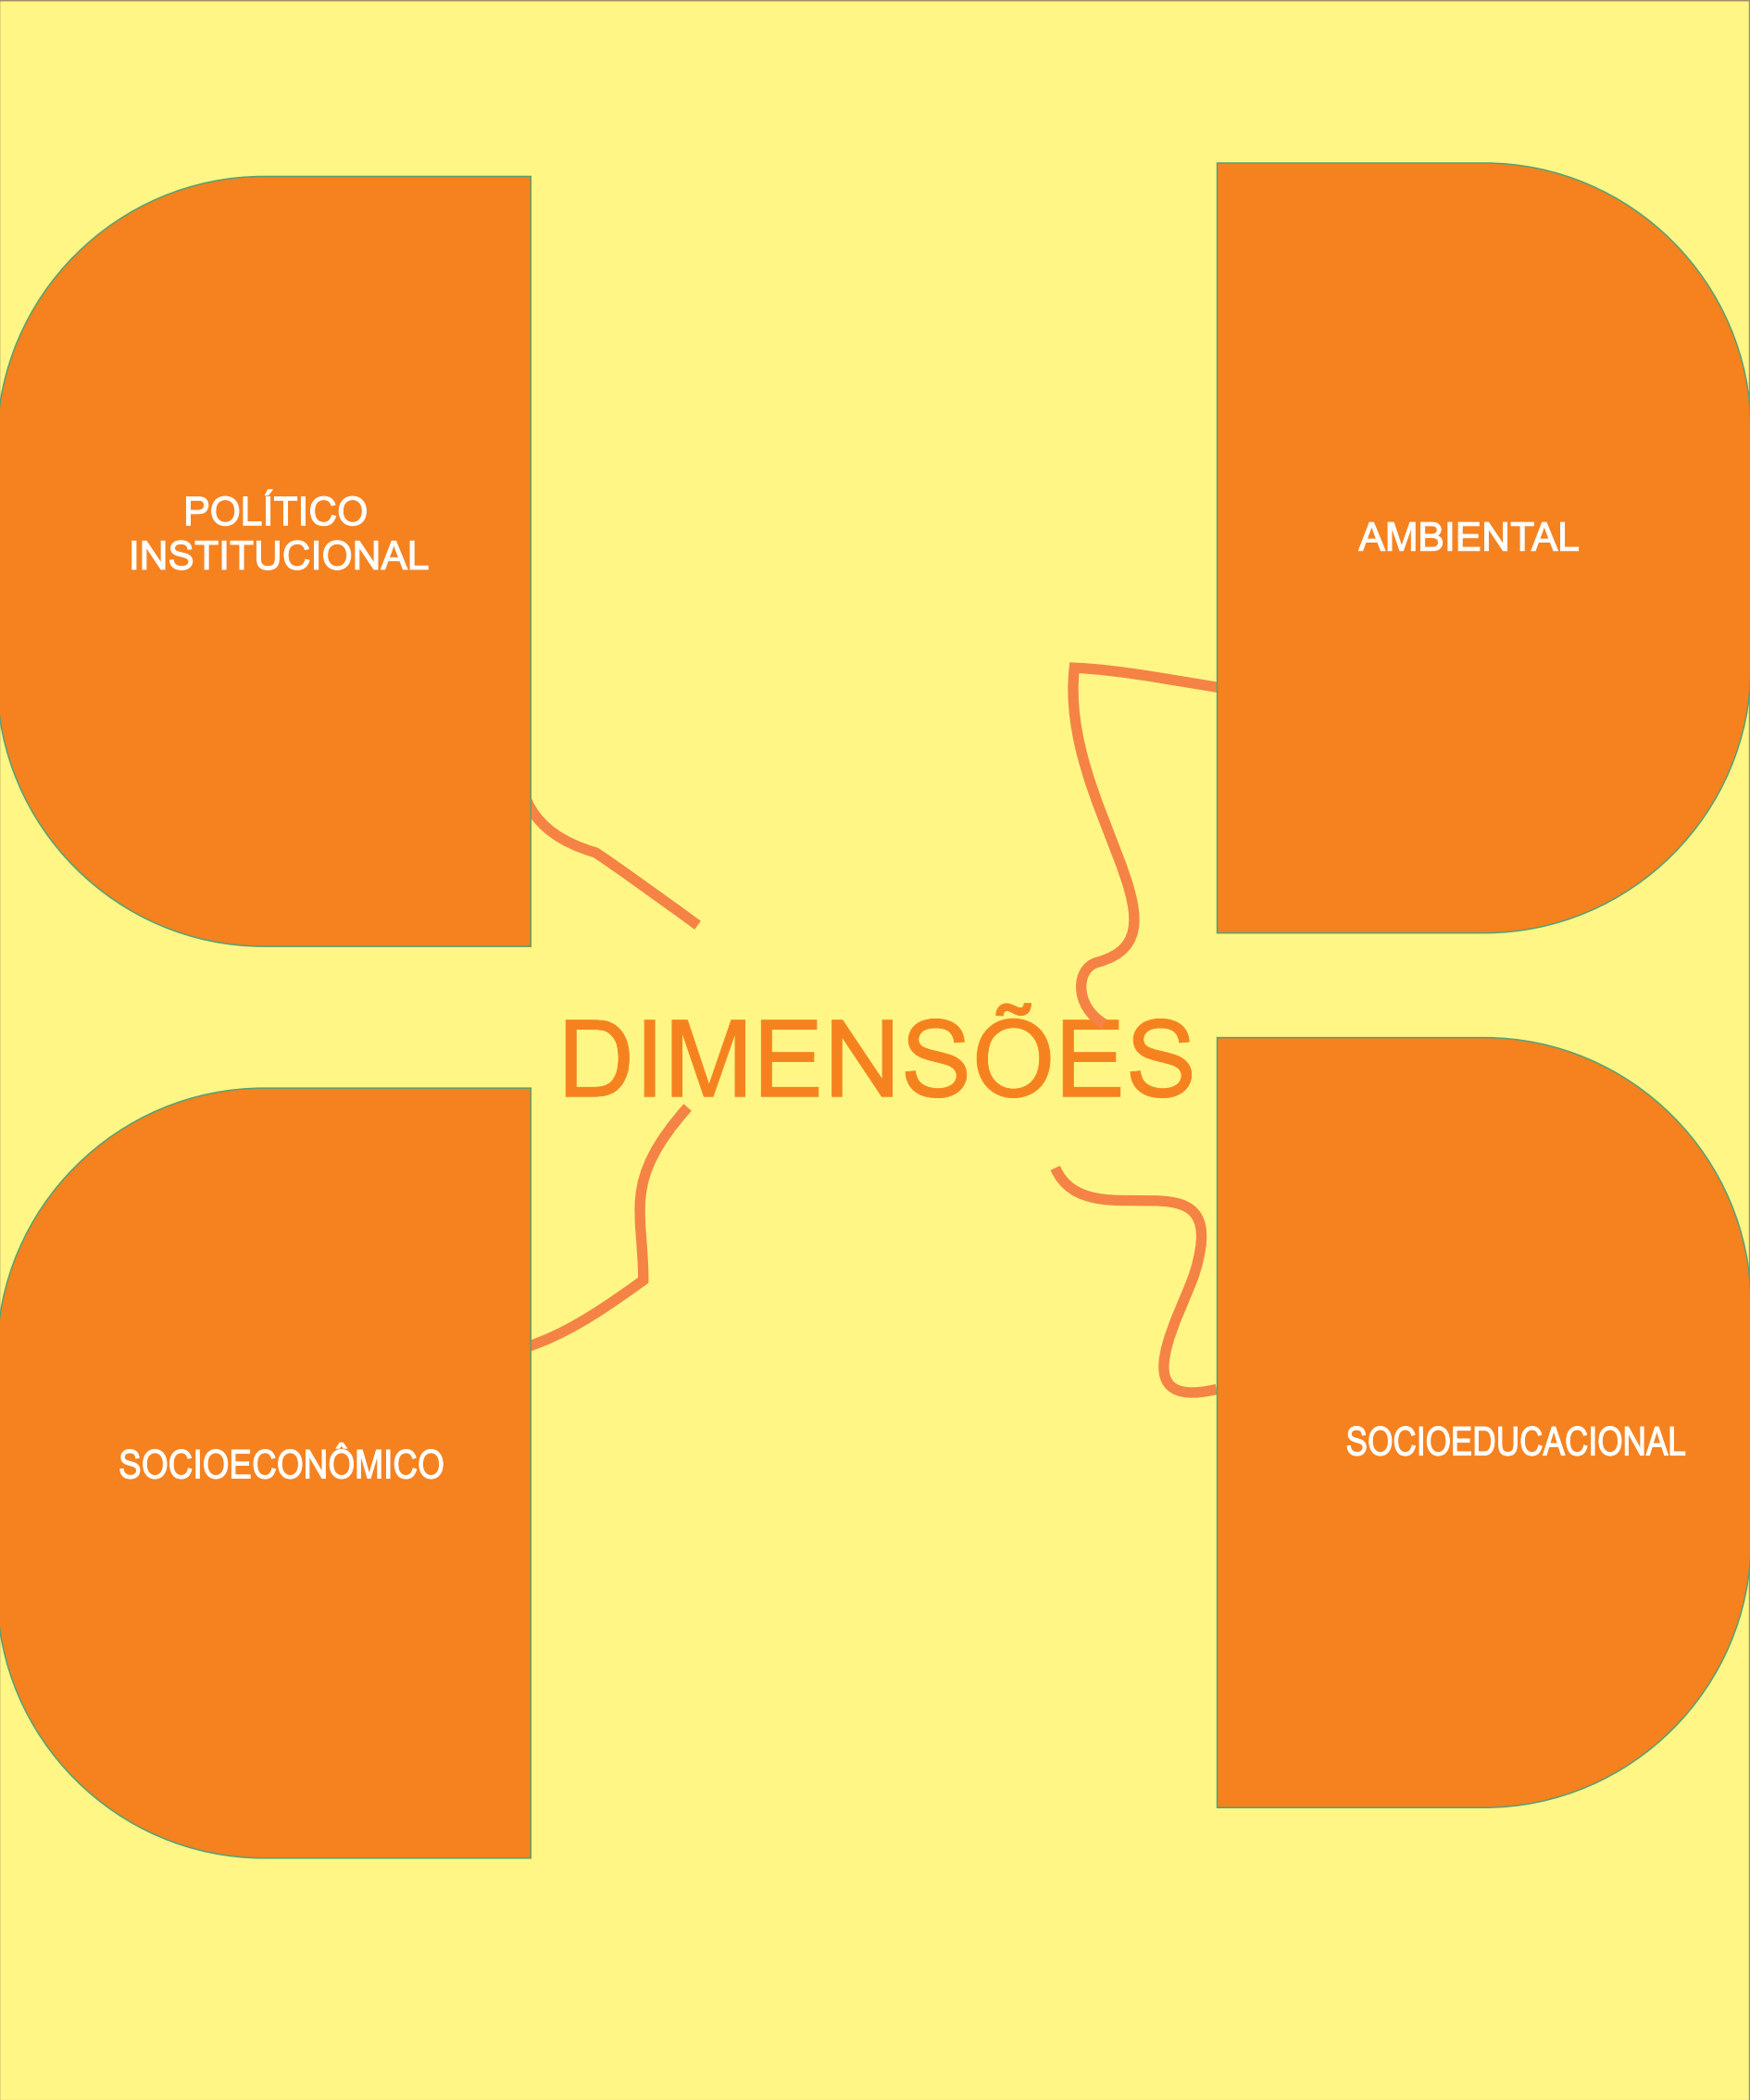 POLÍTICO
INSTITUCIONAL
AMBIENTAL
DIMENSÕES
SOCIOECONÔMICO
SOCIOEDUCACIONAL